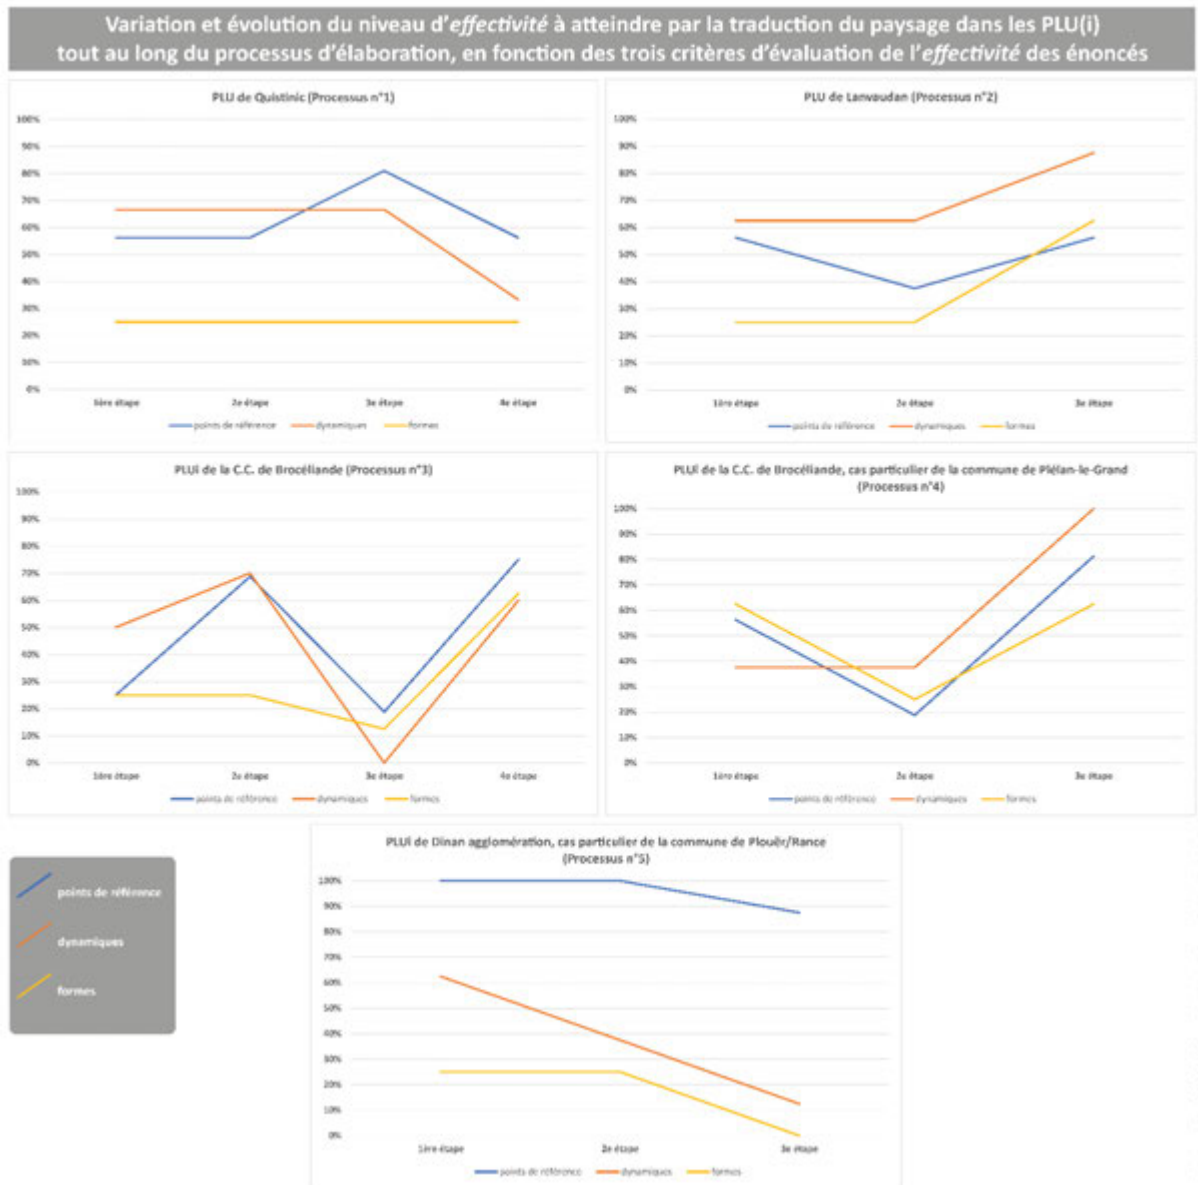 Variation et évolution du niveau d'effectivité à atteindre par la traduction du paysage dans les PLU(i)
tout au long du processus d'élaboration, en fonction des trois critères d'évaluation de l'effectivité des énoncés
PLU de Quistinic (Processus n°1)
100%
90%
80%
70%
60%
50%
40%
30%
20%
10%
0%
1ère étape 2e étape 3e étape 4e étape
points de référence dynamiques formes
PLU de Lanvaudan (Processus n°2)
100%
90%
80%
70%
60%
50%
40%
30%
20%
10%
0%
1ère étape 2e étape 3e étape
points de référence dynamiques formes
PLUi de la C.C. de Brocéliande (Processus n°3)
100%
90%
80%
70%
60%
50%
40%
30%
20%
10%
0%
1ère étape 2e étape 3e étape 4e étape
points de référence dynamiques formes
PLUi de la C.C. de Brocéliande, cas particulier de la commune de Plélan-le-Grand
(Processus n°4)
100%
90%
80%
70%
60%
50%
40%
30%
20%
10%
0%
1ère étape 2e étape 3e étape
points de référence dynamiques formes
points de référence
dynamiques
formes
PLUi de Dinan agglomération, cas particulier de la commune de Plouër/Rance
(Processus n°5)
100%
90%
80%
70%
60%
50%
40%
30%
20%
10%
0%
1ère étape 2e étape 3e étape
points de référence dynamiques formes